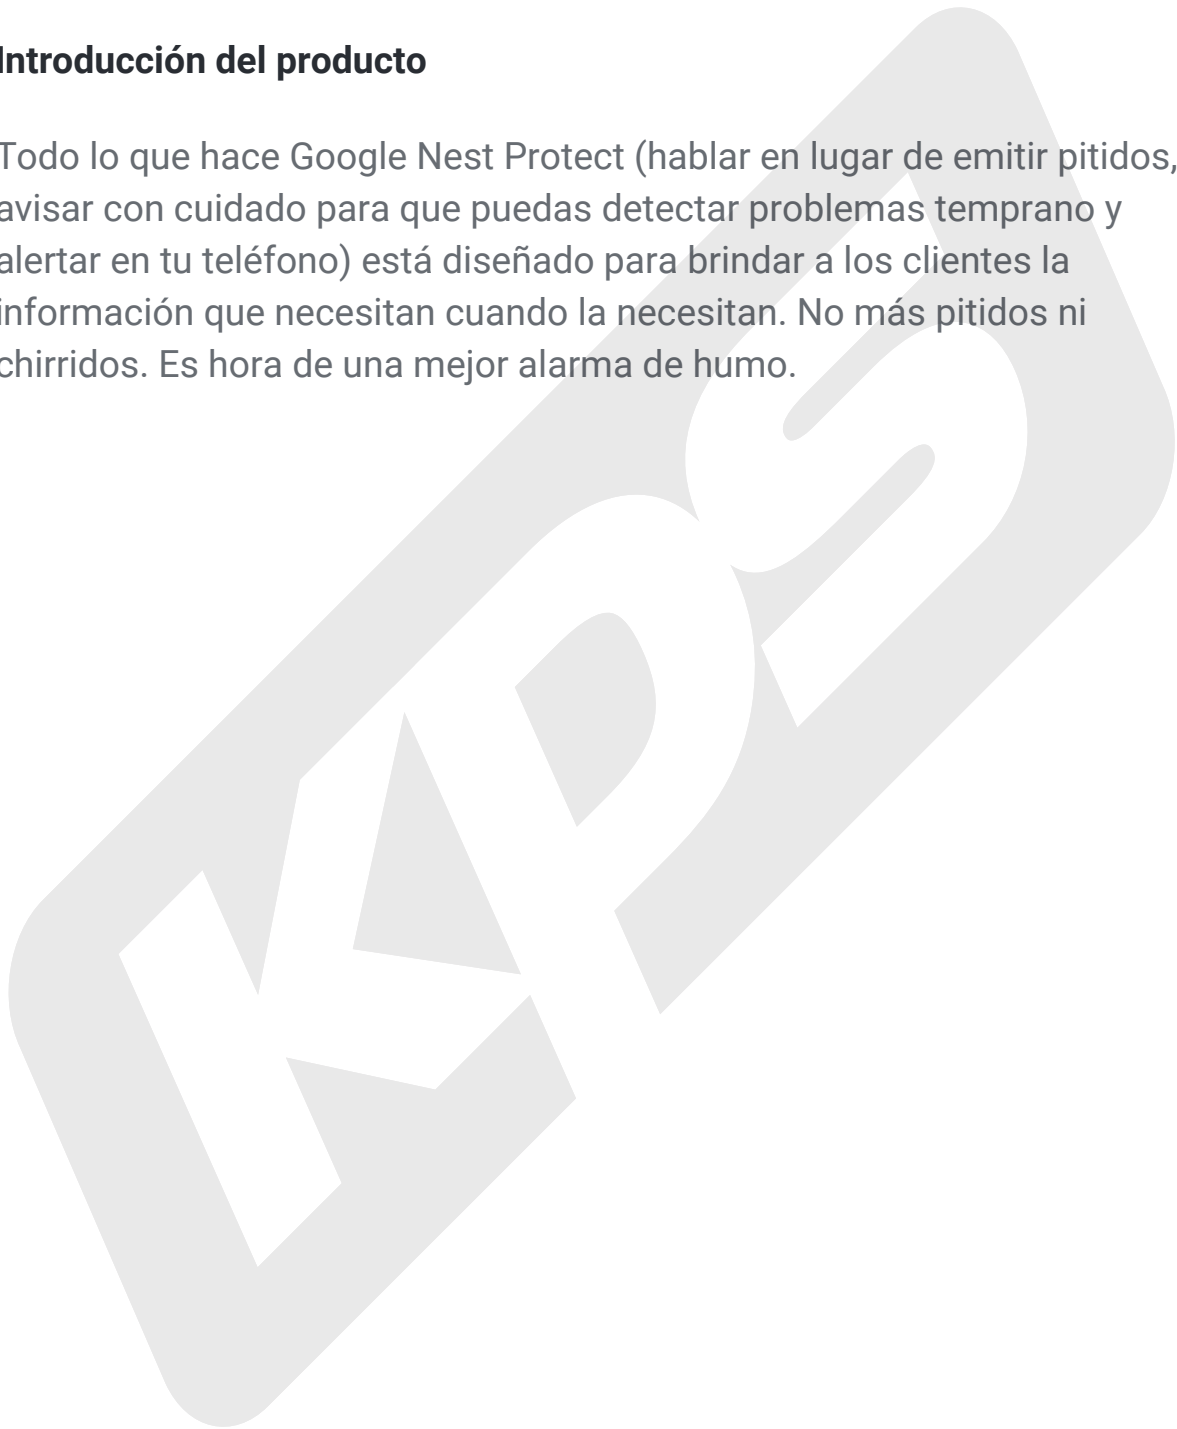 Introducción del producto
Todo lo que hace Google Nest Protect (hablar en lugar de emitir pitidos,
avisar con cuidado para que puedas detectar problemas temprano y
alertar en tu teléfono) está diseñado para brindar a los clientes la
información que necesitan cuando la necesitan. No más pitidos ni
chirridos. Es hora de una mejor alarma de humo.
KPS